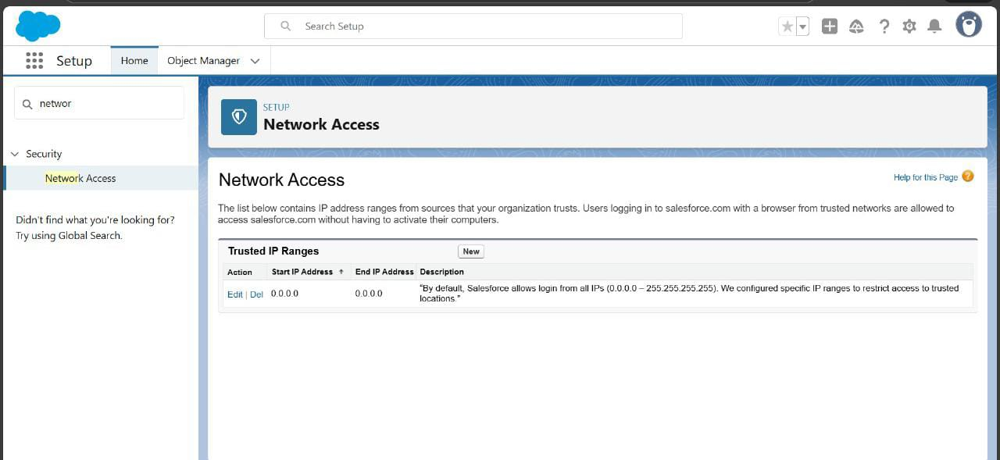 Search Setup
Setup
Home
Object Manager
networ
Security
Network Access
Didn't find what you're looking for?
Try using Global Search.
SETUP
Network Access
Network Access
Help for this Page
The list below contains IP address ranges from sources that your organization trusts. Users logging in to salesforce.com with a browser from trusted networks are allowed to
access salesforce.com without having to activate their computers.
Trusted IP Ranges New
Action Start IP Address ↑ End IP Address Description
Edit | Del 0.0.0.0 0.0.0.0 “By default, Salesforce allows login from all IPs (0.0.0.0 – 255.255.255.255). We configured specific IP ranges to restrict access to trusted
locations.”